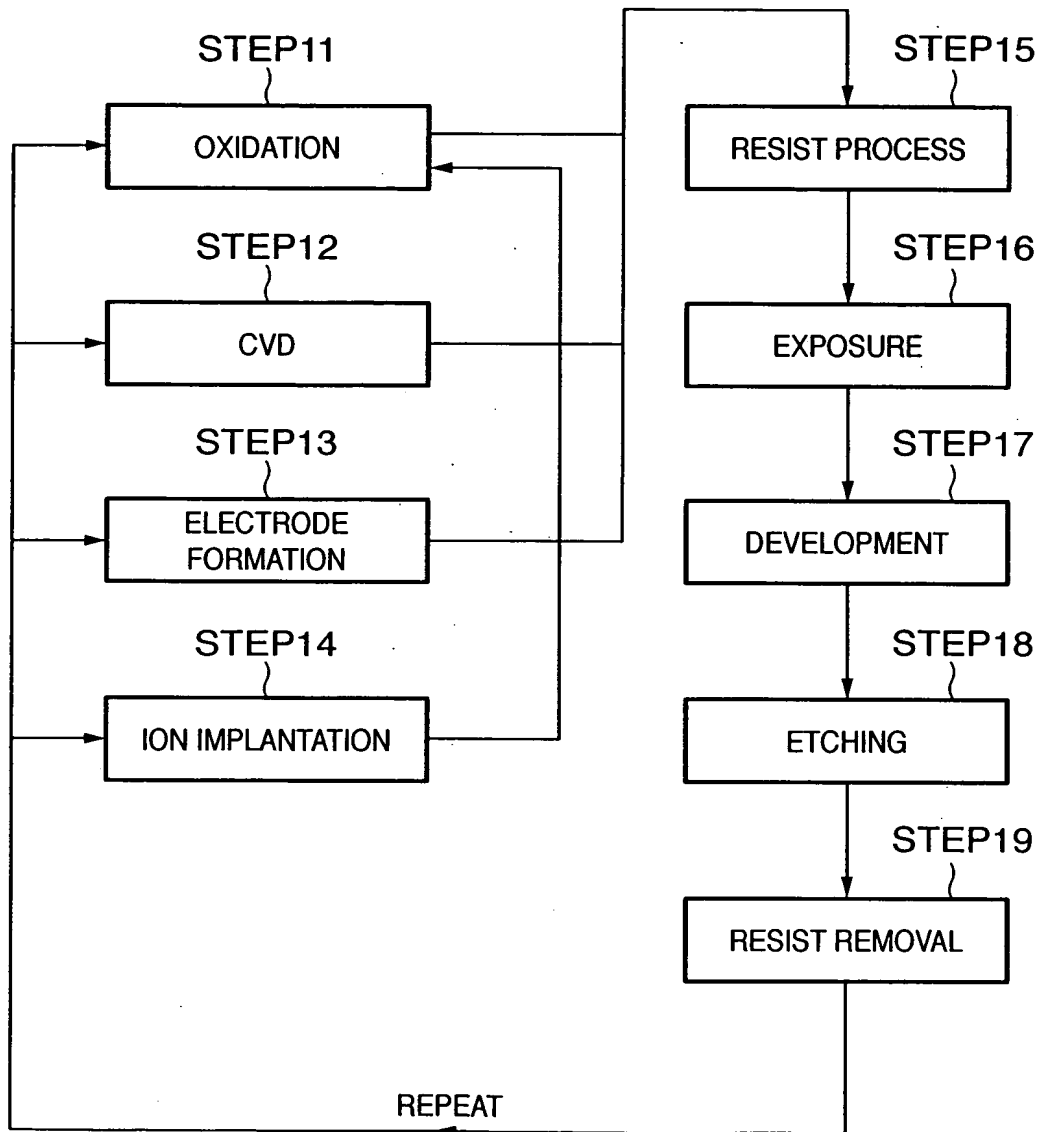 STEP11
OXIDATION
STEP12
CVD
STEP13
ELECTRODE
FORMATION
STEP14
ION IMPLANTATION
STEP15
RESIST PROCESS
STEP16
EXPOSURE
STEP17
DEVELOPMENT
STEP18
ETCHING
STEP19
RESIST REMOVAL
REPEAT